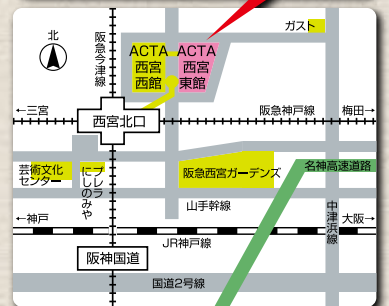 ガスト
北
阪急今津線
ACTA
西宮
西館
ACTA
西宮
東館
←三宮
西宮北口
阪急神戸線
梅田→
芸術文化
センター
プレラ
にしのみや
阪急西宮ガーデンズ
名神高速道路
山手幹線
中津浜線
←神戸
大阪→
JR神戸線
阪神国道
国道2号線